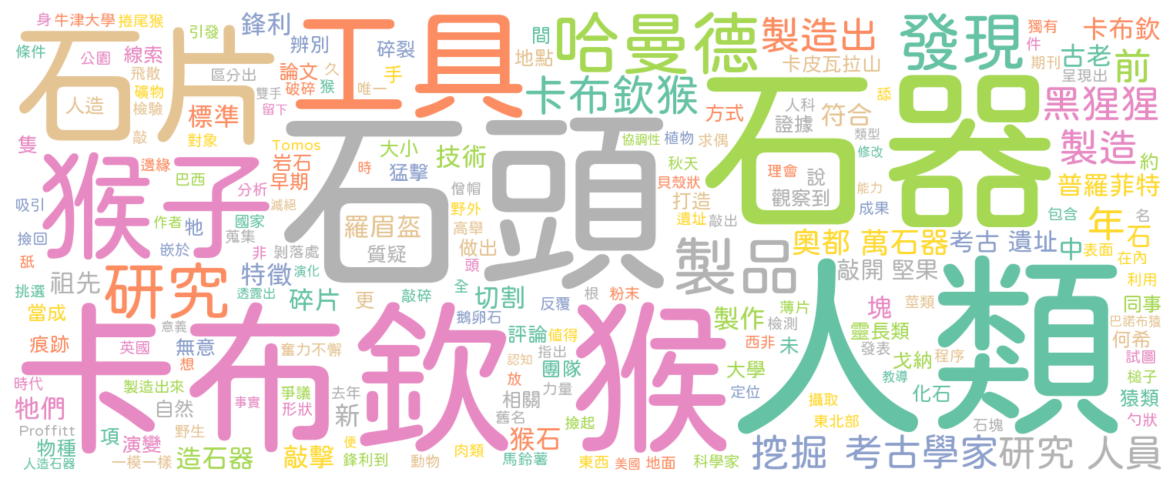 身 牛津大學 捲尾猴 引發 鋒利
條件 公園 線索 飛散 礦物 區分出 辨別 碎裂 間 地點
石片 工具 哈曼德 製造出 發現 獨有 件 卡布欽
卡皮瓦拉山 古老 期刊 呈現出 前
人造 檢驗 標準 論文 破碎 久 猴 唯一 手 雙手 留下
卡布欽猴 石器 人科 證據 方式 符合 舔 黑猩猩
隻 敲 對象 Tomos 岩石 早期 時 大小 猛擊 技術 協調性 植物 求偶 類型 修改 製造
猴子 石頭 邊緣 巴西 分析 滅絕 僧帽 秋天 貝殼狀 理會 說 觀察到 能力 約 普羅菲特
吸引 作者 牠 國家 羅眉盔 野外 高舉 打造 遺址 敲出 成果 包含 名
撿回 嵌於 蒐集 非 剝落處 質疑 做出 奧都 萬石器 考古 遺址 中 年 石 表面 在內
舐 祖先 特徵 演化 頭 製品 敲開 堅果
研究 透露出 碎片 更 敲碎 全 切割 反覆 根 粉末 薄片 人類 塊 莖類 利用
挑選 當成 鵝卵石 製作 檢測 靈長類 同事
痕跡 英國 意義 無意 奮力不懈 評論 值得 西非 未 發表 巴諾布猿 何希
卡布欽猴 想 認知 指出 團隊 大學 戈納 程序 試圖
時代 牠們 製造出來 事實 爭議 形狀 去年 放 力量 定位 教導 化石 猿類 槌子
Proffitt 自然 新 相關 舊名 撿起 攝取 東北部 石塊 勺狀
物種 項 演變 野生 便 猴石
人造石器 一模一樣 造石器 敲擊 鋒利到 動物 肉類 馬鈴薯 東西 美國 地面 科學家 挖掘 考古學家 研究 人員